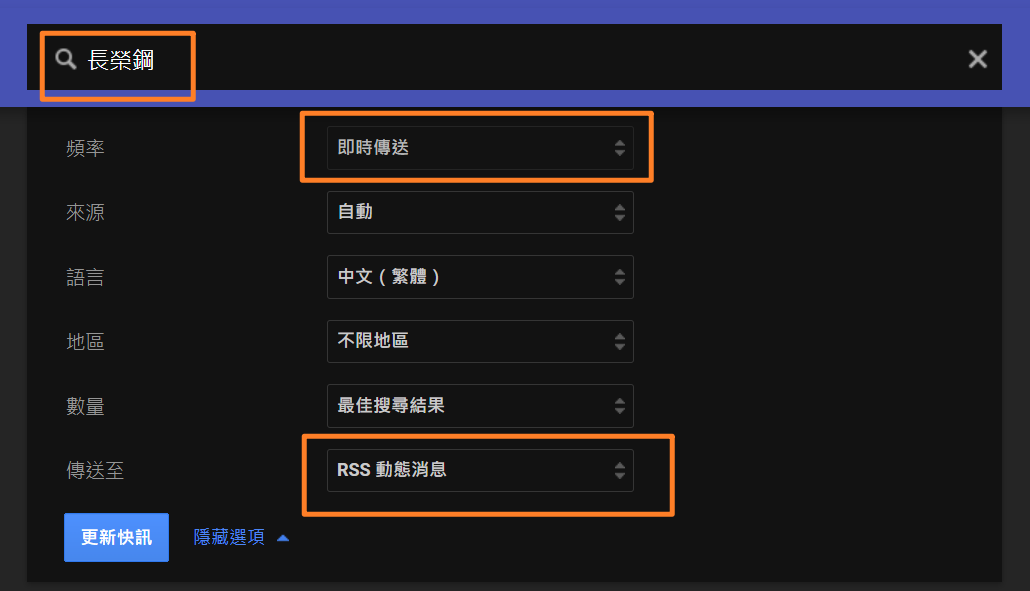 長榮鋼
頻率 即時傳送
來源 自動
語言 中文 ( 繁體 )
地區 不限地區
數量 最佳搜尋結果
傳送至 RSS 動態消息
更新快訊 隱藏選項